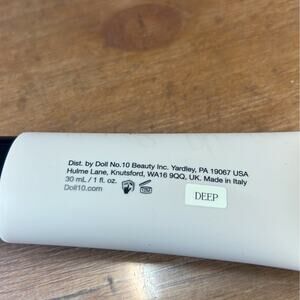 Dist. by Doll No.10 Beauty Inc. Yardley, PA 19067 USA
Hulme Lane, Knutsford, WA16 9QQ, UK. Made in Italy
30 mL / 1 fl. oz.
Doll10.com
DEEP